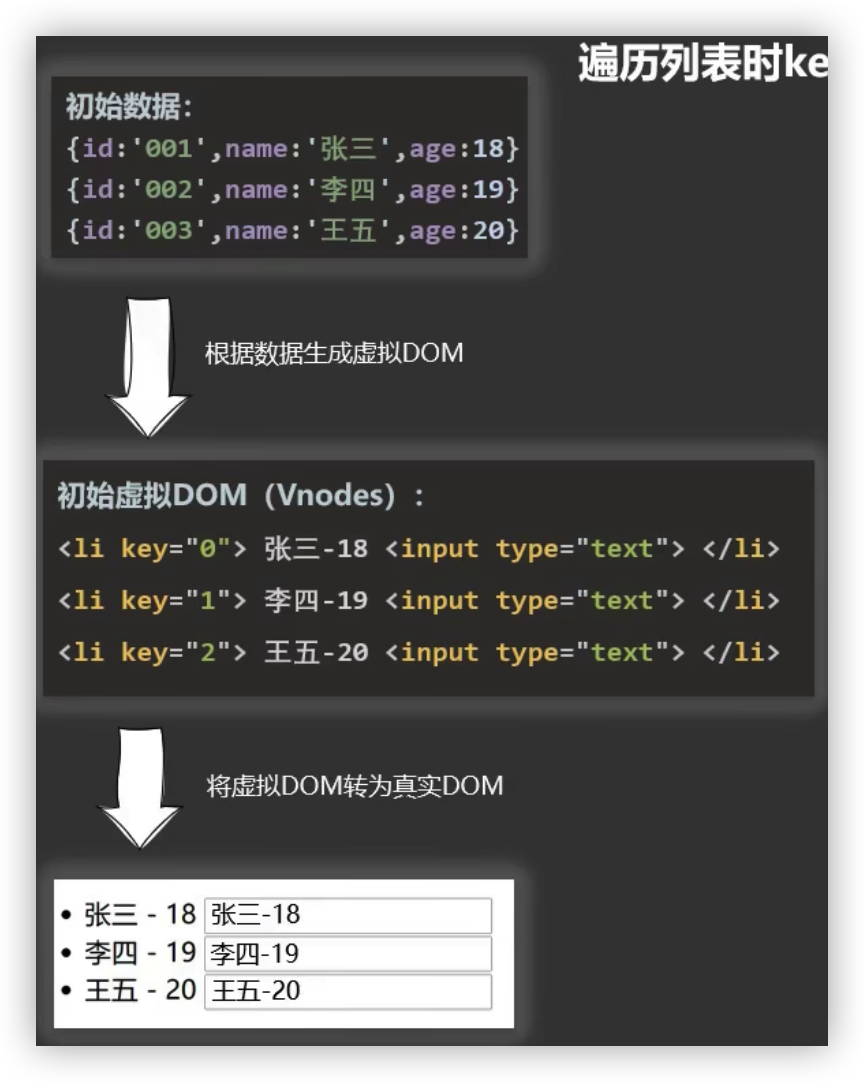 遍历列表时ke
初始数据：
{id:'001',name:'张三',age:18}
{id:'002',name:'李四',age:19}
{id:'003',name:'王五',age:20}
根据数据生成虚拟DOM
初始虚拟DOM（Vnodes）：
<li key="0"> 张三-18 <input type="text"> </li>
<li key="1"> 李四-19 <input type="text"> </li>
<li key="2"> 王五-20 <input type="text"> </li>
将虚拟DOM转为真实DOM
• 张三 - 18 张三-18
• 李四 - 19 李四-19
• 王五 - 20 王五-20